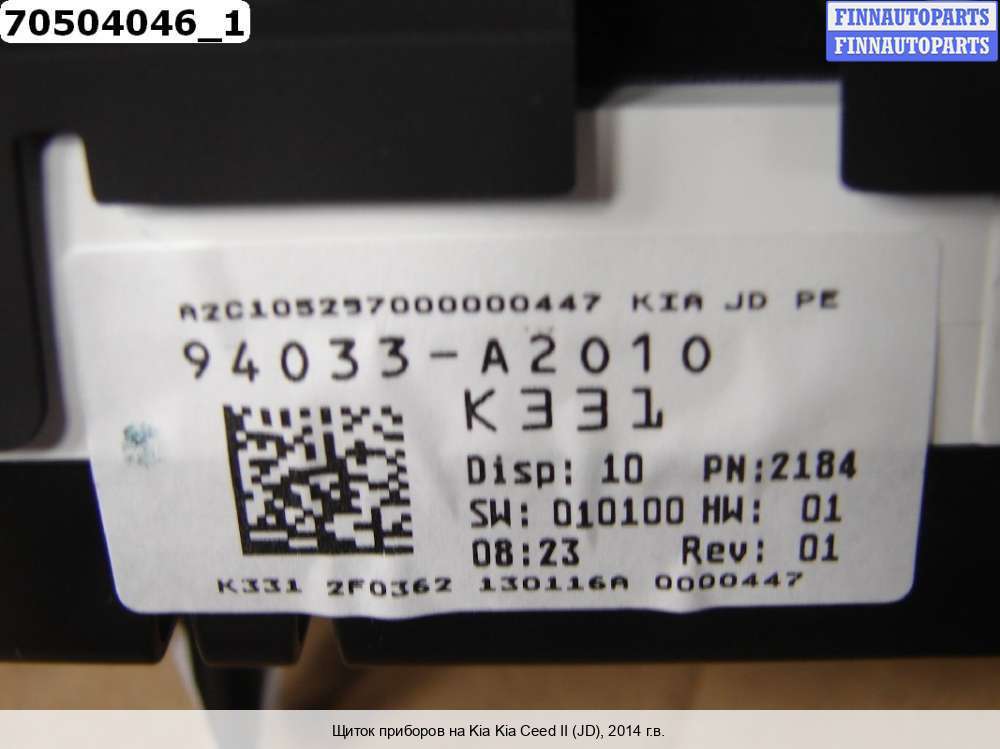 70504046_1
FINNAUTOPARTS
FINNAUTOPARTS
A2C105297000000447 KIA JD PE
94033-A2010
K331
Disp: 10 PN:2184
SW: 010100 HW: 01
08:23 Rev: 01
K331 2F0362 130116A 0000447
Щиток приборов на Kia Kia Ceed II (JD), 2014 г.в.